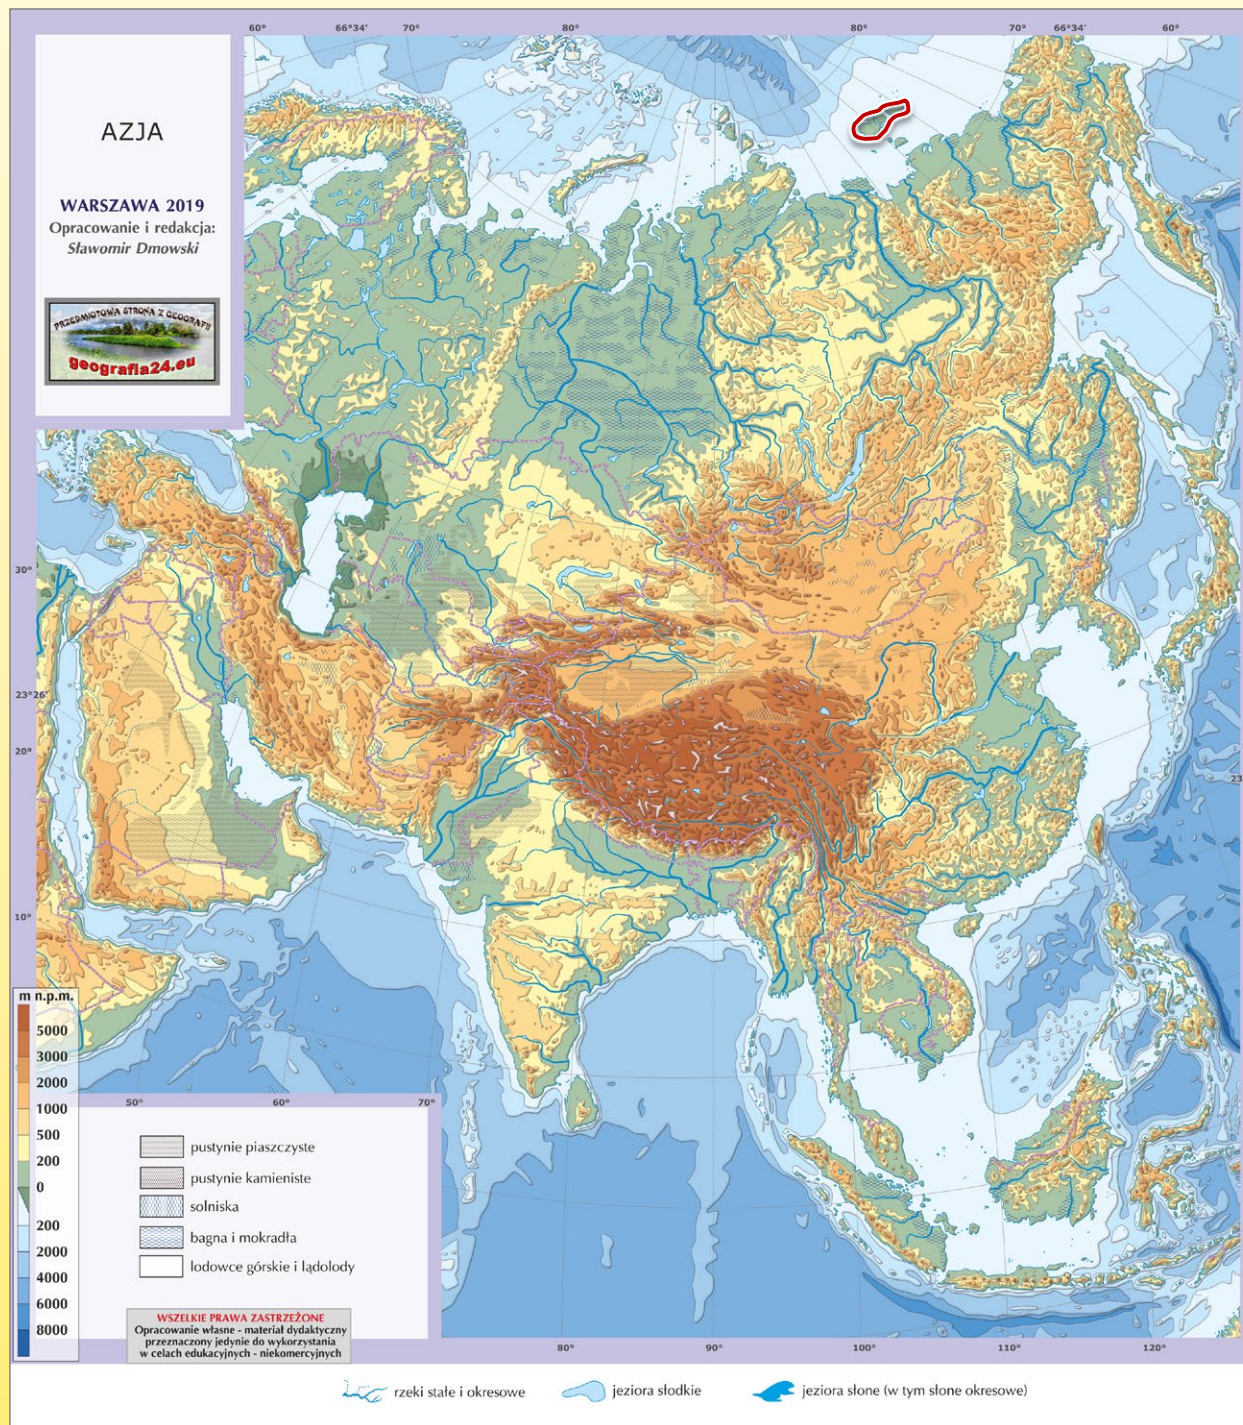 60°
66°34'
70°
80°
80°
70°
66°34'
60°
AZJA
WARSZAWA 2019
Opracowanie i redakcja:
Sławomir Dmowski
PRZEDMIOTOWA STRONA Z GEOGRAFII
geografia24.eu
30°
23°26'
20°
10°
23
m n.p.m.
5000
3000
2000
1000
500
200
0
200
2000
4000
6000
8000
50°
60°
70°
pustynie piaszczyste
pustynie kamieniste
solniska
bagna i mokradła
lodowce górskie i lądolody
WSZELKIE PRAWA ZASTRZEŻONE
Opracowanie własne - materiał dydaktyczny
przeznaczony jedynie do wykorzystania
w celach edukacyjnych - niekomercyjnych
80°
90°
100°
110°
120°
rzeki stałe i okresowe
jeziora słodkie
jeziora słone (w tym słone okresowe)